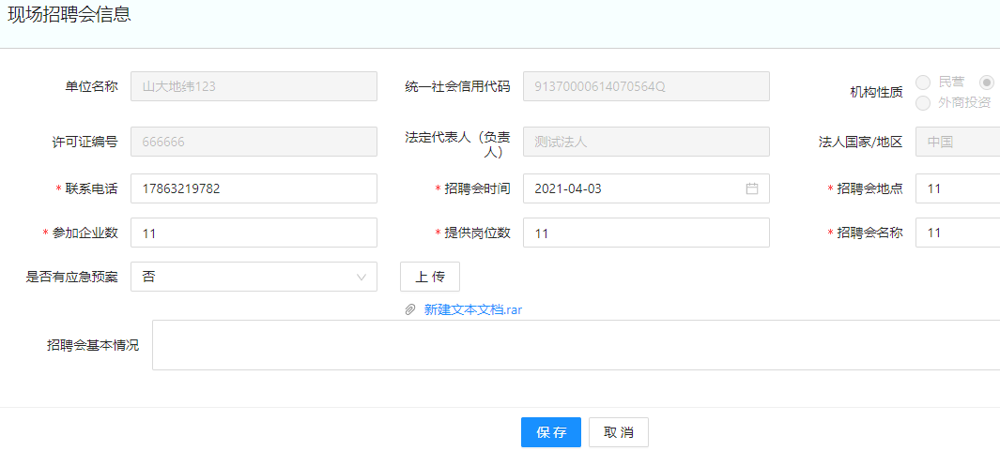 现场招聘会信息
单位名称 山大地纬123 统一社会信用代码 91370000614070564Q 机构性质 民营
外商投资
许可证编号 666666 法定代表人（负责人） 测试法人 法人国家/地区 中国
* 联系电话 17863219782 * 招聘会时间 2021-04-03 * 招聘会地点 11
* 参加企业数 11 * 提供岗位数 11 * 招聘会名称 11
是否有应急预案 否 上 传
新建文本文档.rar
招聘会基本情况
保 存 取 消